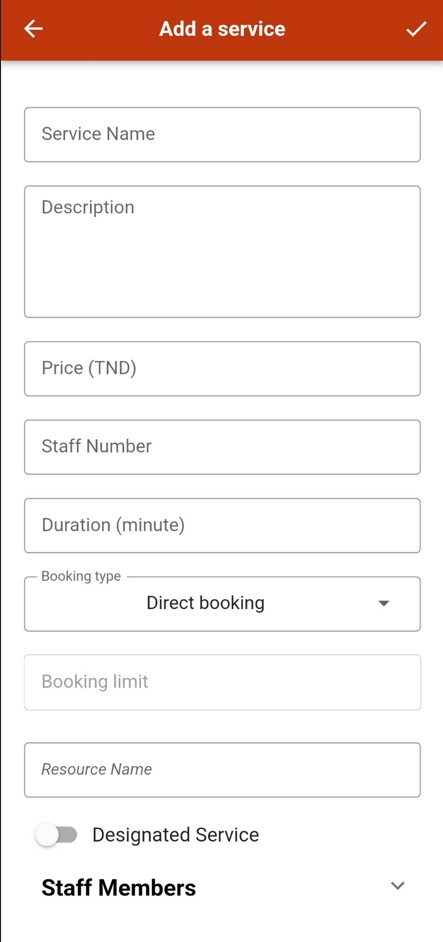 Add a service
Service Name
Description
Price (TND)
Staff Number
Duration (minute)
Booking type
Direct booking
Booking limit
Resource Name
Designated Service
Staff Members